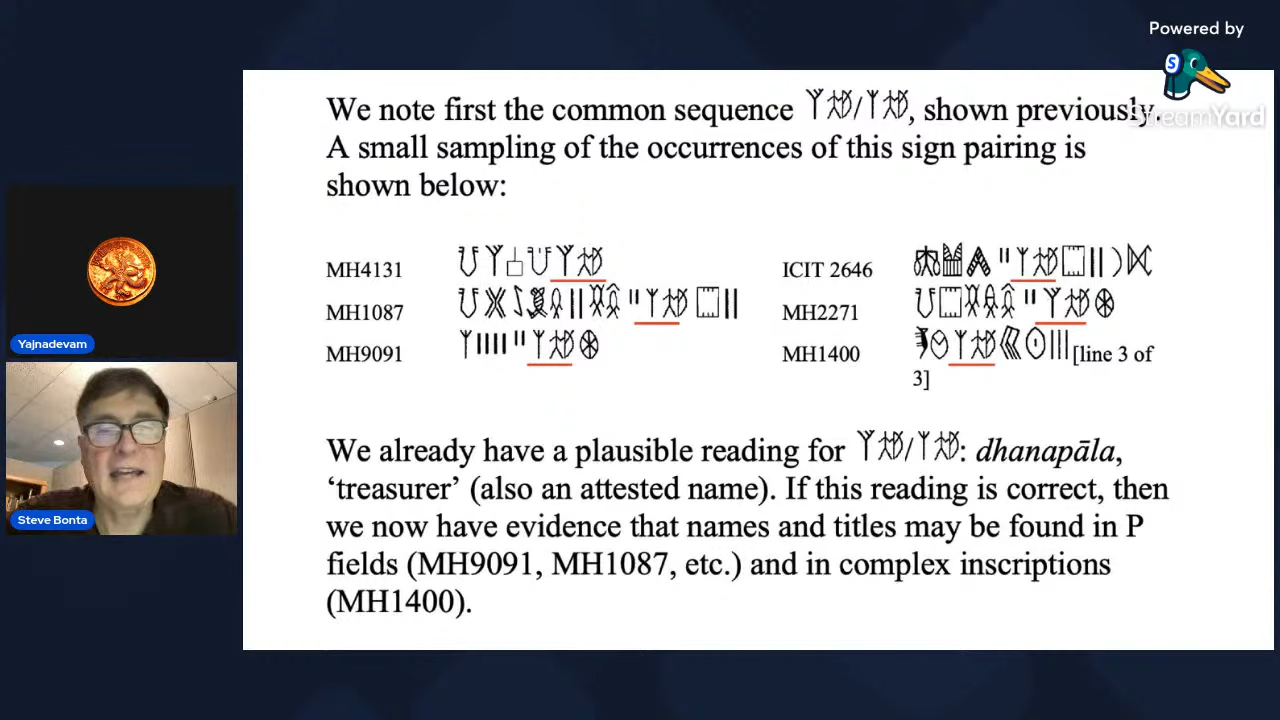 Powered by
StreamYard
We note first the common sequence / , shown previously.
A small sampling of the occurrences of this sign pairing is
shown below:
MH4131
ICIT 2646
MH1087
MH2271
MH9091
MH1400 [line 3 of
3]
We already have a plausible reading for / : dhanapāla,
‘treasurer’ (also an attested name). If this reading is correct, then
we now have evidence that names and titles may be found in P
fields (MH9091, MH1087, etc.) and in complex inscriptions
(MH1400).
Yajnadevam
Steve Bonta